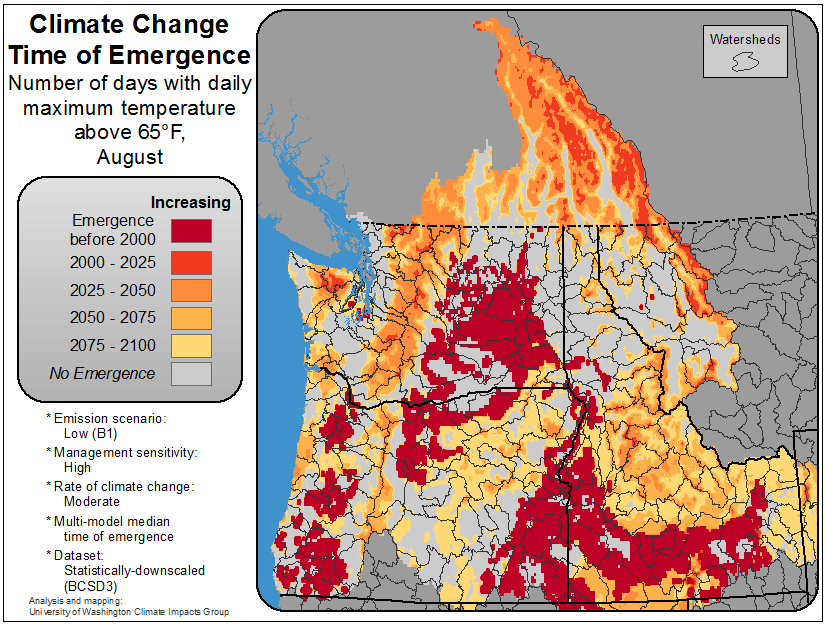 Climate Change
Time of Emergence
Number of days with daily
maximum temperature
above 65°F,
August
Watersheds
Increasing
Emergence
before 2000
2000 - 2025
2025 - 2050
2050 - 2075
2075 - 2100
No Emergence
* Emission scenario:
Low (B1)
* Management sensitivity:
High
* Rate of climate change:
Moderate
* Multi-model median
time of emergence
* Dataset:
Statistically-downscaled
(BCSD3)
Analysis and mapping:
University of Washington Climate Impacts Group